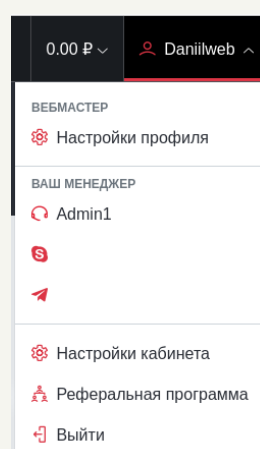 0.00 ₽ Daniilweb
ВЕБМАСТЕР
Настройки профиля
ВАШ МЕНЕДЖЕР
Admin1
Настройки кабинета
Реферальная программа
Выйти